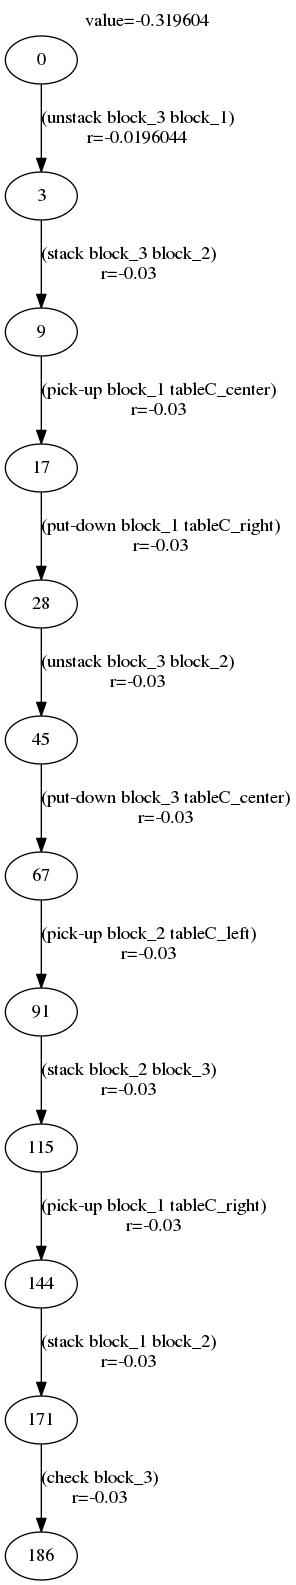 value=-0.319604
0
(unstack block_3 block_1)
r=-0.0196044
3
(stack block_3 block_2)
r=-0.03
9
(pick-up block_1 tableC_center)
r=-0.03
17
(put-down block_1 tableC_right)
r=-0.03
28
(unstack block_3 block_2)
r=-0.03
45
(put-down block_3 tableC_center)
r=-0.03
67
(pick-up block_2 tableC_left)
r=-0.03
91
(stack block_2 block_3)
r=-0.03
115
(pick-up block_1 tableC_right)
r=-0.03
144
(stack block_1 block_2)
r=-0.03
171
(check block_3)
r=-0.03
186